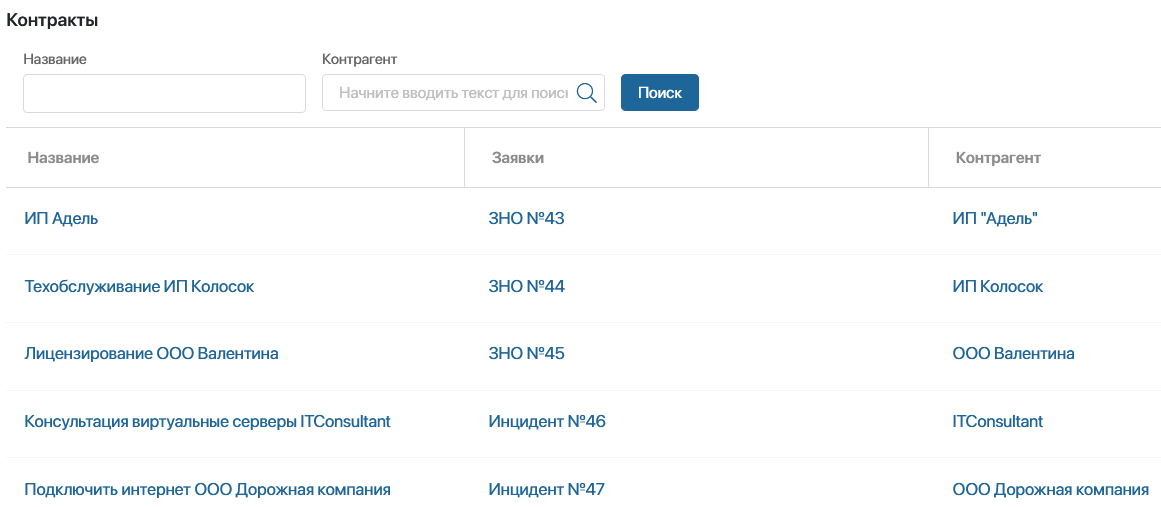 Контракты
Название Контрагент
Начните вводить текст для поис Поиск
Название Заявки Контрагент
ИП Адель ЗНО №43 ИП "Адель"
Техобслуживание ИП Колосок ЗНО №44 ИП Колосок
Лицензирование ООО Валентина ЗНО №45 ООО Валентина
Консультация виртуальные серверы ITConsultant Инцидент №46 ITConsultant
Подключить интернет ООО Дорожная компания Инцидент №47 ООО Дорожная компания